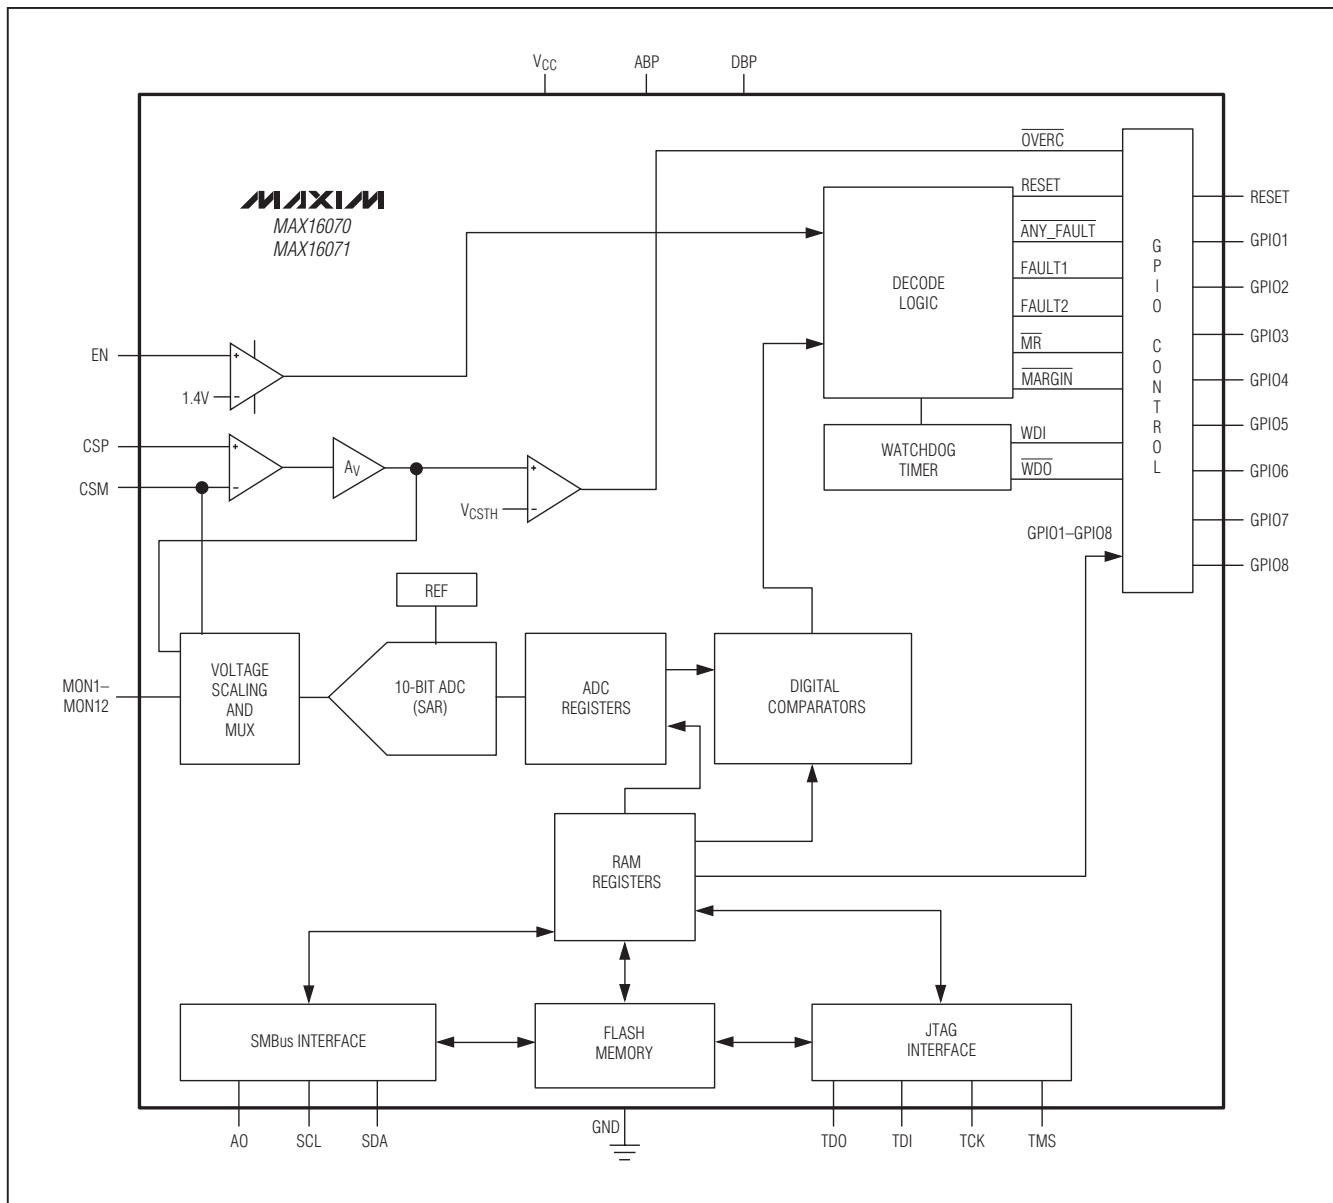 VCC
ABP
DBP
OVERC
RESET
RESET
MAXIM
MAX16070
MAX16071
ANY_FAULT
GPIO1
FAULT1
GPIO2
DECODE
LOGIC
FAULT2
GPIO3
MR
EN
1.4V
MARGIN
GPIO4
GPIO CONTROL
CSP
CSM
AV
VCSTH
WATCHDOG
TIMER
WDI
WDO
GPIO5
GPIO6
GPIO7
GPIO1–GPIO8
GPIO8
REF
MON1–
MON12
VOLTAGE
SCALING
AND
MUX
10-BIT ADC
(SAR)
ADC
REGISTERS
DIGITAL
COMPARATORS
RAM
REGISTERS
SMBus INTERFACE
FLASH
MEMORY
JTAG
INTERFACE
A0
SCL
SDA
GND
TDO
TDI
TCK
TMS